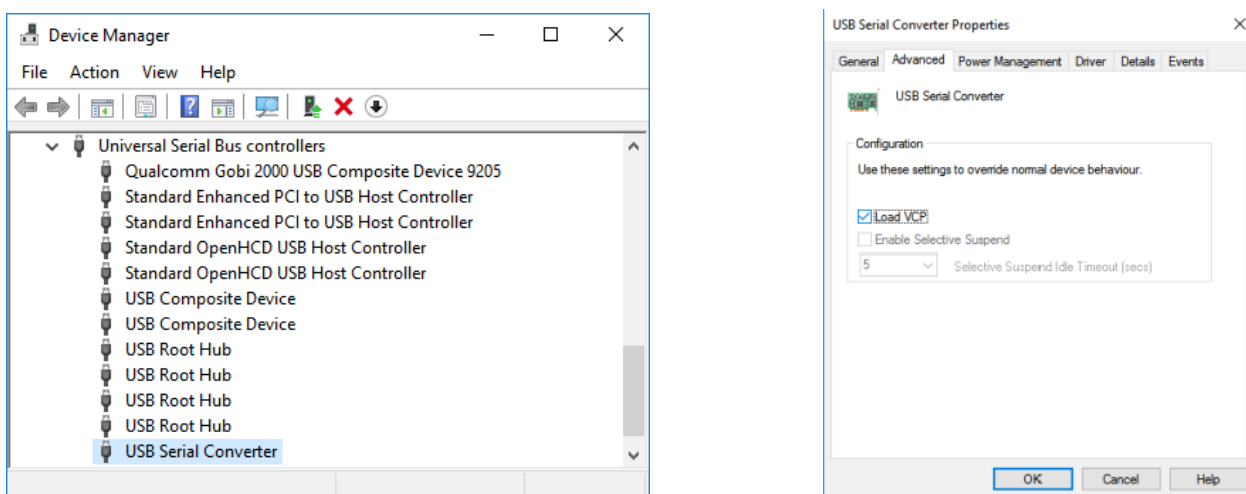 Device Manager
File Action View Help
Universal Serial Bus controllers
Qualcomm Gobi 2000 USB Composite Device 9205
Standard Enhanced PCI to USB Host Controller
Standard Enhanced PCI to USB Host Controller
Standard OpenHCD USB Host Controller
Standard OpenHCD USB Host Controller
USB Composite Device
USB Composite Device
USB Root Hub
USB Root Hub
USB Root Hub
USB Root Hub
USB Serial Converter
USB Serial Converter Properties
General Advanced Power Management Driver Details Events
USB Serial Converter
Configuration
Use these settings to override normal device behaviour.
Load VCP
Enable Selective Suspend
5 Selective Suspend Idle Timeout (secs)
OK Cancel Help